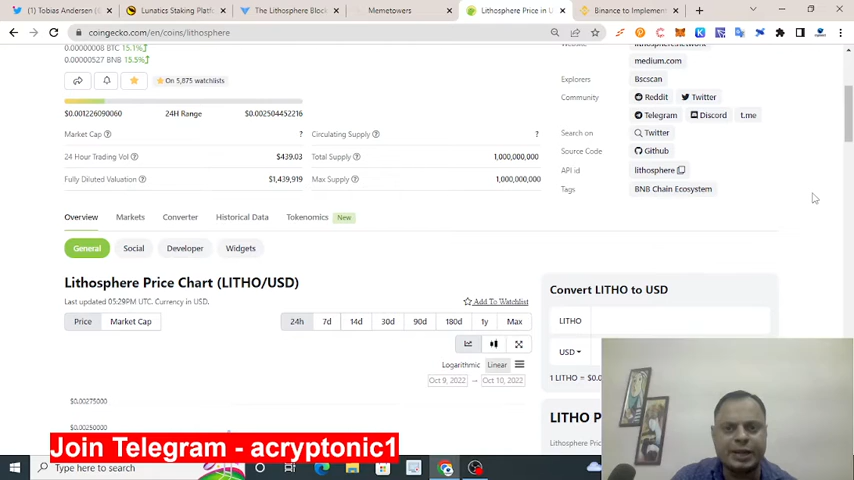 (1) Tobias Andersen (
Lunatics Staking Platf
The Lithosphere Block
Memetowers
Lithosphere Price in U
Binance to Implement
coingecko.com/en/coins/lithosphere
0.00000008 BTC 15.1%
0.00000527 BNB 15.5%
On 5,875 watchlists
$0.001226090060 24H Range $0.002504452216
Market Cap ? Circulating Supply ?
24 Hour Trading Vol $439.03 Total Supply 1,000,000,000
Fully Diluted Valuation $1,439,919 Max Supply 1,000,000,000
Website lithosphere.network
medium.com
Explorers Bscscan
Community Reddit Twitter
Telegram Discord t.me
Search on Twitter
Source Code Github
API id lithosphere
Tags BNB Chain Ecosystem
Overview Markets Converter Historical Data Tokenomics New
General Social Developer Widgets
Lithosphere Price Chart (LITHO/USD)
Last updated 05:29PM UTC. Currency in USD.
Add To Watchlist
Price Market Cap 24h 7d 14d 30d 90d 180d 1y Max
Logarithmic Linear
Oct 9, 2022 → Oct 10, 2022
$0.00275000
$0.00250000
Convert LITHO to USD
LITHO
USD
1 LITHO = $0.0
LITHO P
Lithosphere Price
Join Telegram - acryptonic1
Type here to search